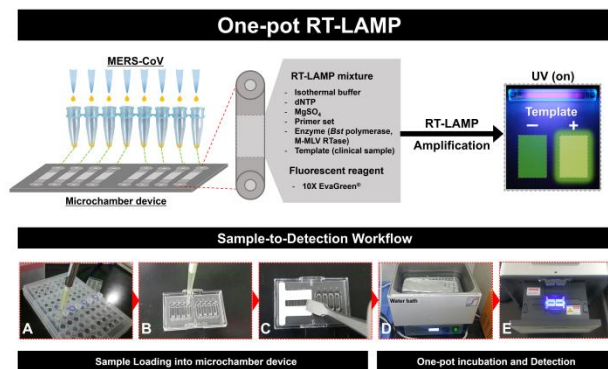 One-pot RT-LAMP
MERS-CoV
Microchamber device
RT-LAMP mixture
- Isothermal buffer
- dNTP
- MgSO₄
- Primer set
- Enzyme (Bst polymerase,
M-MLV RTase)
- Template (clinical sample)
Fluorescent reagent
- 10X EvaGreen®
RT-LAMP
Amplification
UV (on)
Template
− +
Sample-to-Detection Workflow
A
B
C
Water bath
D
E
Sample Loading into microchamber device
One-pot incubation and Detection